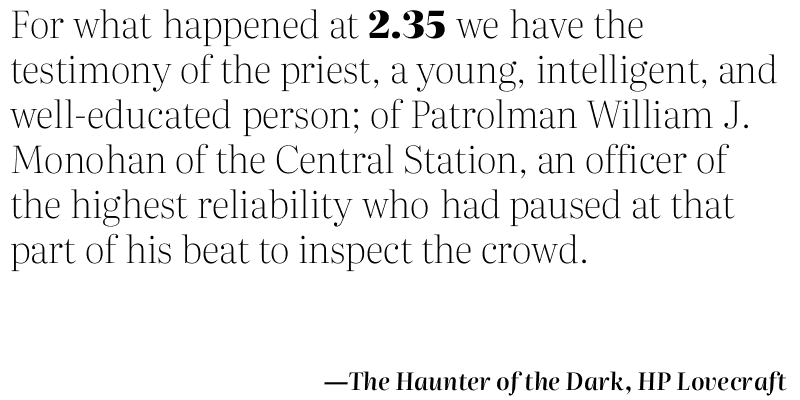 For what happened at 2.35 we have the
testimony of the priest, a young, intelligent, and
well-educated person; of Patrolman William J.
Monohan of the Central Station, an officer of
the highest reliability who had paused at that
part of his beat to inspect the crowd.
—The Haunter of the Dark, HP Lovecraft